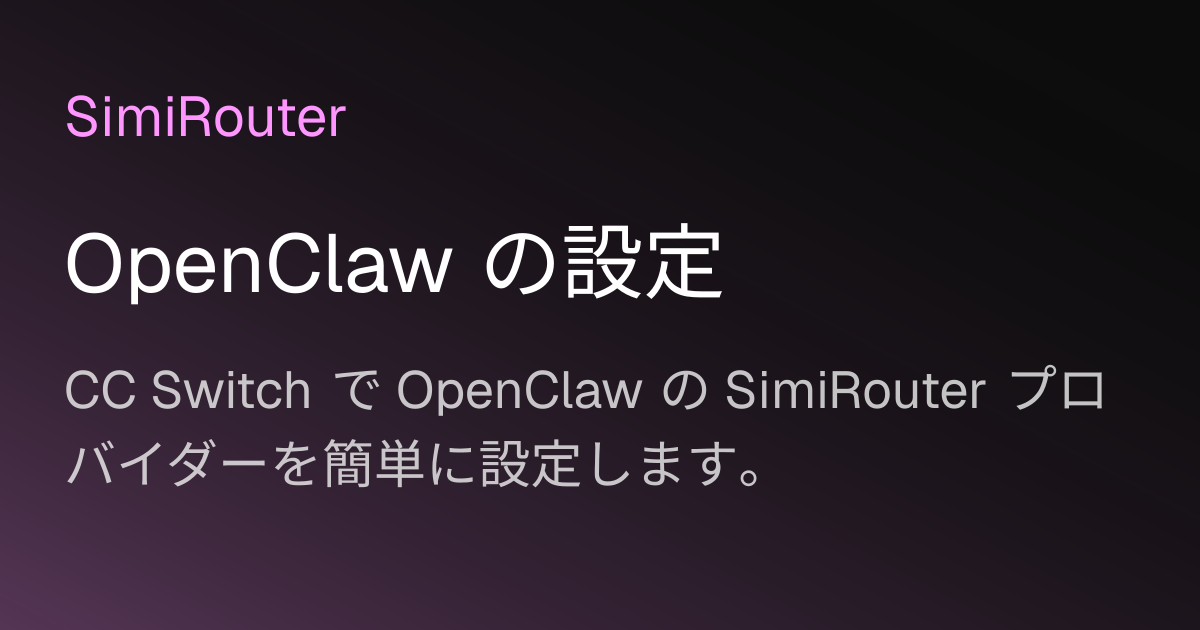 SimiRouter
OpenClaw の設定
CC Switch で OpenClaw の SimiRouter プロ
バイダーを簡単に設定します。